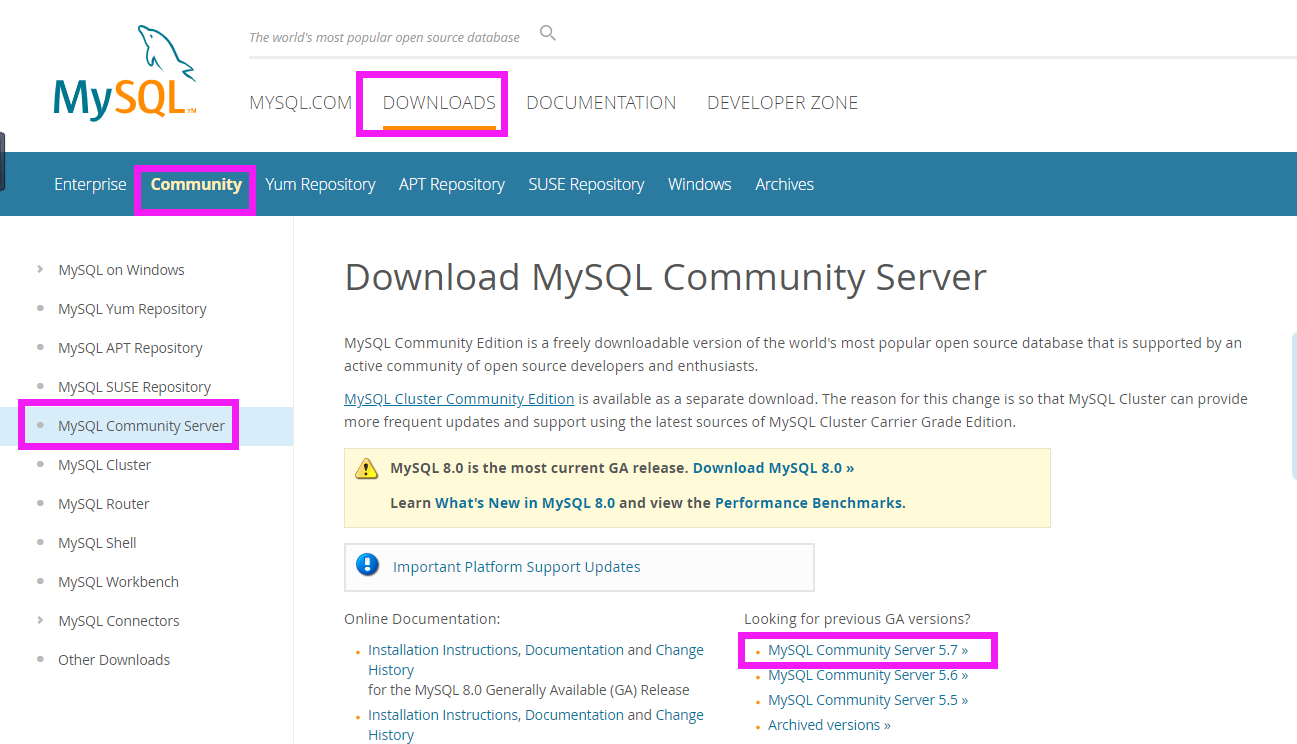 The world's most popular open source database
MySQL™
MYSQL.COM DOWNLOADS DOCUMENTATION DEVELOPER ZONE
Enterprise Community Yum Repository APT Repository SUSE Repository Windows Archives
MySQL on Windows
MySQL Yum Repository
MySQL APT Repository
MySQL SUSE Repository
MySQL Community Server
MySQL Cluster
MySQL Router
MySQL Shell
MySQL Workbench
MySQL Connectors
Other Downloads
Download MySQL Community Server
MySQL Community Edition is a freely downloadable version of the world's most popular open source database that is supported by an
active community of open source developers and enthusiasts.
MySQL Cluster Community Edition is available as a separate download. The reason for this change is so that MySQL Cluster can provide
more frequent updates and support using the latest sources of MySQL Cluster Carrier Grade Edition.
MySQL 8.0 is the most current GA release. Download MySQL 8.0 »
Learn What's New in MySQL 8.0 and view the Performance Benchmarks.
Important Platform Support Updates
Online Documentation:
Installation Instructions, Documentation and Change
History
for the MySQL 8.0 Generally Available (GA) Release
Installation Instructions, Documentation and Change
History
Looking for previous GA versions?
MySQL Community Server 5.7 »
MySQL Community Server 5.6 »
MySQL Community Server 5.5 »
Archived versions »